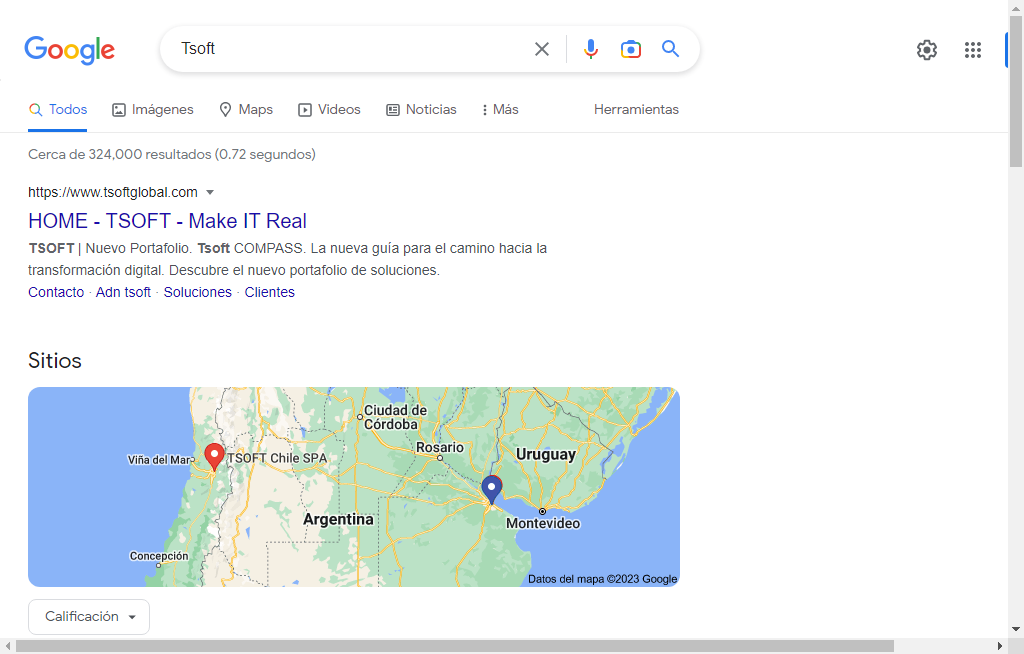 Google
Tsoft
Todos
Imágenes
Maps
Videos
Noticias
Más
Herramientas
Cerca de 324,000 resultados (0.72 segundos)
https://www.tsoftglobal.com
HOME - TSOFT - Make IT Real
TSOFT | Nuevo Portafolio. Tsoft COMPASS. La nueva guía para el camino hacia la
transformación digital. Descubre el nuevo portafolio de soluciones.
Contacto · Adn tsoft · Soluciones · Clientes
Sitios
Ciudad de
Córdoba
Rosario
Uruguay
Viña del Mar
TSOFT Chile SPA
Argentina
Montevideo
Concepción
Datos del mapa ©2023 Google
Calificación